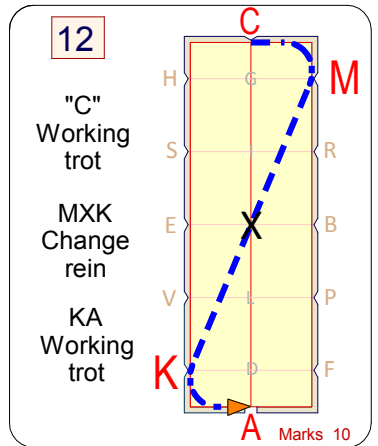 12
"C"
Working
trot
MXK
Change
rein
KA
Working
trot
C
H
G
M
S
I
R
E
X
B
V
L
P
K
D
F
A
Marks 10